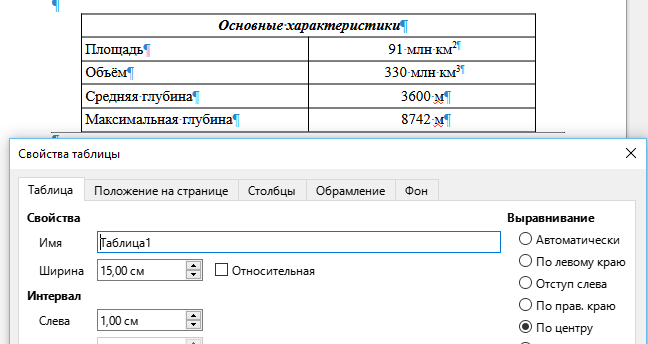 ¶
Основные·характеристики¶
Площадь¶ 91·млн·км²¶
Объём¶ 330·млн·км³¶
Средняя·глубина¶ 3600·м¶
Максимальная·глубина¶ 8742·м¶
Свойства таблицы
Таблица Положение на странице Столбцы Обрамление Фон
Свойства Выравнивание
Имя Таблица1 Автоматически
Ширина 15,00 см Относительная По левому краю
Отступ слева
Интервал По прав. краю
Слева 1,00 см По центру